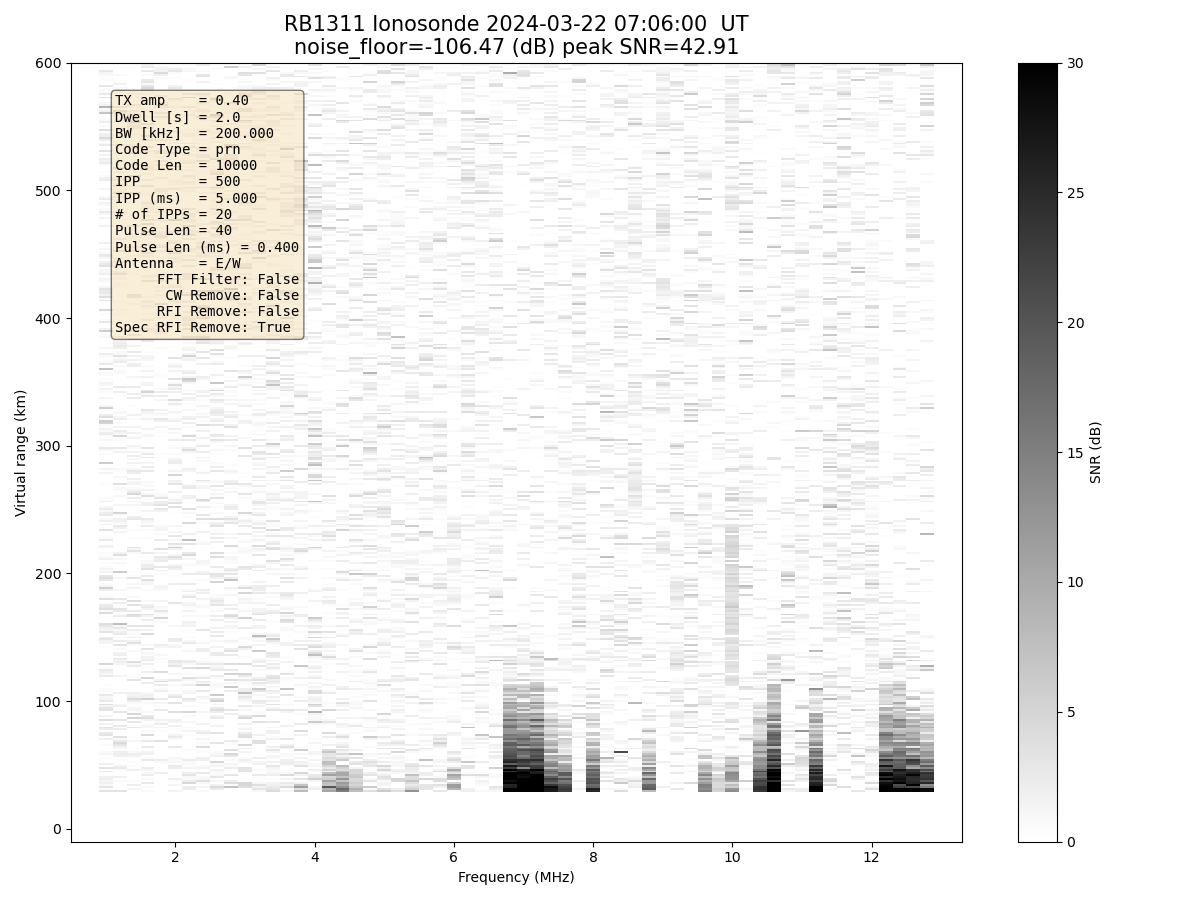 RB1311 Ionosonde 2024-03-22 07:06:00  UT
noise_floor=-106.47 (dB) peak SNR=42.91
TX amp    = 0.40
Dwell [s] = 2.0
BW [kHz]  = 200.000
Code Type = prn
Code Len  = 10000
IPP       = 500
IPP (ms)  = 5.000
# of IPPs = 20
Pulse Len = 40
Pulse Len (ms) = 0.400
Antenna   = E/W
FFT Filter: False
CW Remove: False
RFI Remove: False
Spec RFI Remove: True
Virtual range (km)
600
500
400
300
200
100
0
2 4 6 8 10 12
Frequency (MHz)
30
25
20
15
10
5
0
SNR (dB)